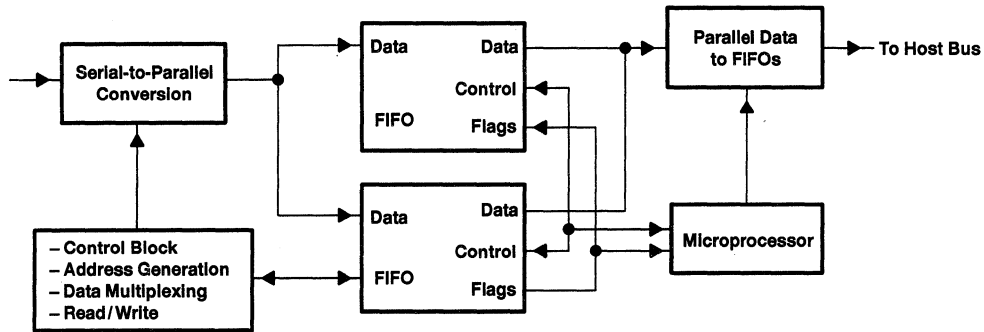 Serial-to-Parallel
Conversion
Data
Data
Control
FIFO
Flags
Parallel Data
to FIFOs
To Host Bus
Data
Data
Control
FIFO
Flags
Microprocessor
– Control Block
– Address Generation
– Data Multiplexing
– Read/Write